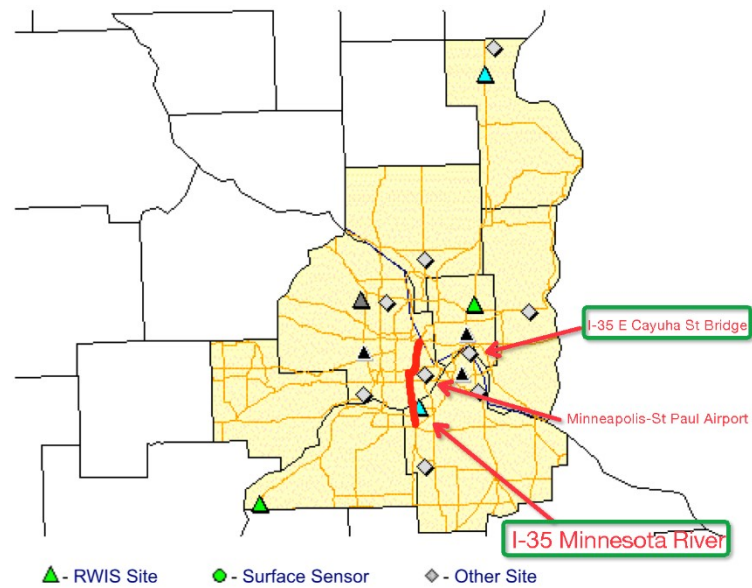 I-35 E Cayuha St Bridge
Minneapolis-St Paul Airport
I-35 Minnesota River
- RWIS Site - Surface Sensor - Other Site